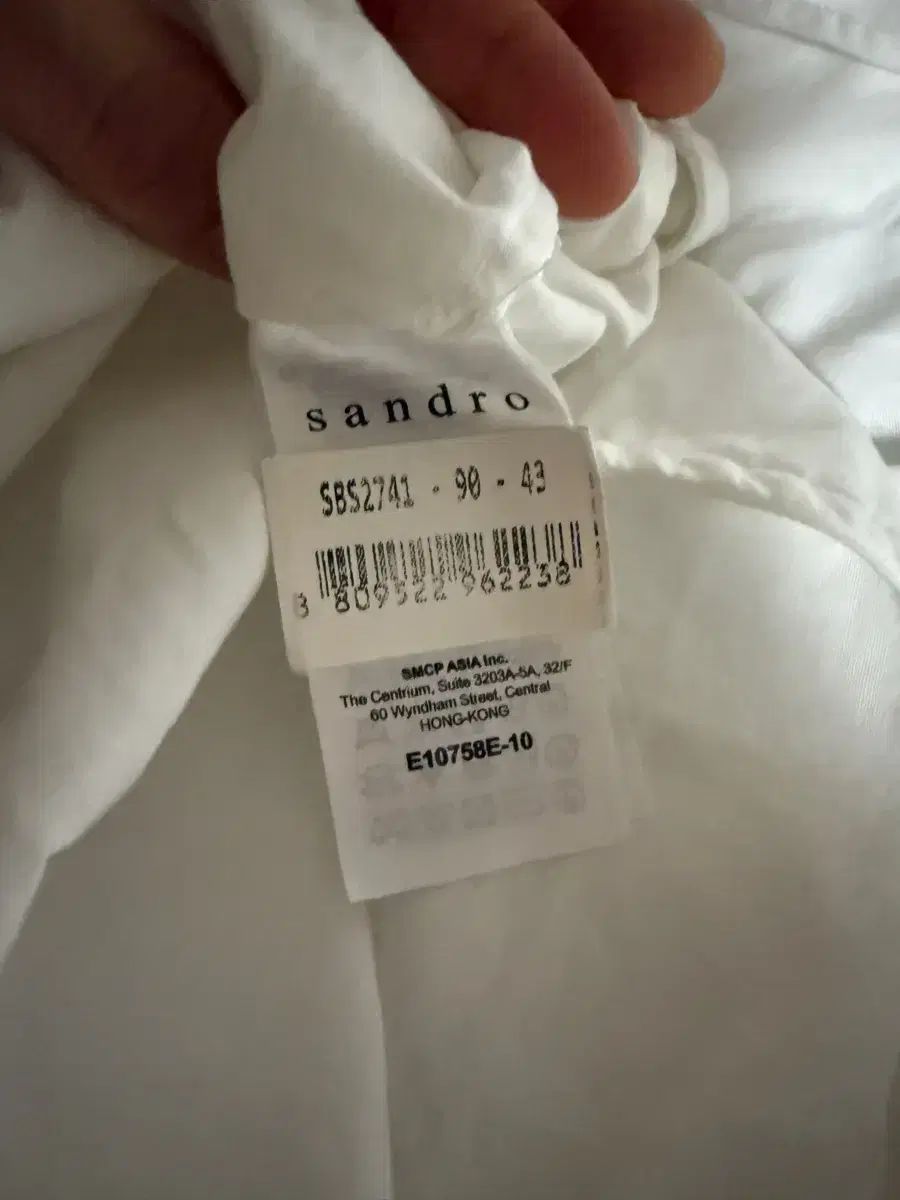 sandro
SBS2741 - 90 - 43
8 809522 962238
SMCP ASIA Inc.
The Centrium, Suite 3203A-5A, 32/F
60 Wyndham Street, Central
HONG-KONG
E10758E-10